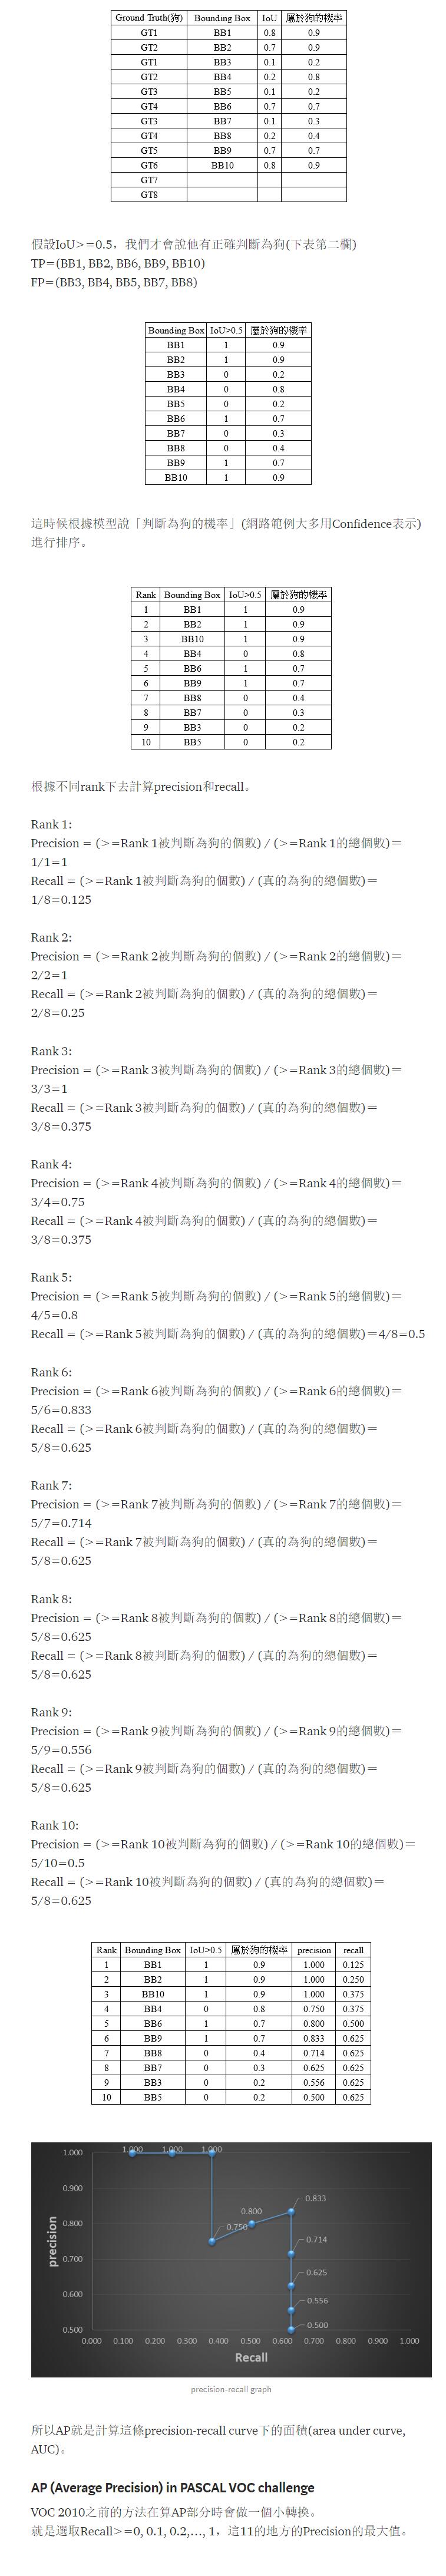 Ground Truth(狗) Bounding Box IoU 屬於狗的機率
GT1 BB1 0.8 0.9
GT2 BB2 0.7 0.9
GT1 BB3 0.1 0.2
GT2 BB4 0.2 0.8
GT3 BB5 0.1 0.2
GT4 BB6 0.7 0.7
GT3 BB7 0.1 0.3
GT4 BB8 0.2 0.4
GT5 BB9 0.7 0.7
GT6 BB10 0.8 0.9
GT7
GT8
假設IoU>=0.5，我們才會說他有正確判斷為狗(下表第二欄)
TP=(BB1, BB2, BB6, BB9, BB10)
FP=(BB3, BB4, BB5, BB7, BB8)
Bounding Box IoU>0.5 屬於狗的機率
BB1 1 0.9
BB2 1 0.9
BB3 0 0.2
BB4 0 0.8
BB5 0 0.2
BB6 1 0.7
BB7 0 0.3
BB8 0 0.4
BB9 1 0.7
BB10 1 0.9
這時候根據模型說「判斷為狗的機率」(網路範例大多用Confidence表示)
進行排序。
Rank Bounding Box IoU>0.5 屬於狗的機率
1 BB1 1 0.9
2 BB2 1 0.9
3 BB10 1 0.9
4 BB4 0 0.8
5 BB6 1 0.7
6 BB9 1 0.7
7 BB8 0 0.4
8 BB7 0 0.3
9 BB3 0 0.2
10 BB5 0 0.2
根據不同rank下去計算precision和recall。
Rank 1:
Precision = (>=Rank 1被判斷為狗的個數) / (>=Rank 1的總個數)＝
1/1=1
Recall = (>=Rank 1被判斷為狗的個數) / (真的為狗的總個數)＝
1/8=0.125
Rank 2:
Precision = (>=Rank 2被判斷為狗的個數) / (>=Rank 2的總個數)＝
2/2=1
Recall = (>=Rank 2被判斷為狗的個數) / (真的為狗的總個數)＝
2/8=0.25
Rank 3:
Precision = (>=Rank 3被判斷為狗的個數) / (>=Rank 3的總個數)＝
3/3=1
Recall = (>=Rank 3被判斷為狗的個數) / (真的為狗的總個數)＝
3/8=0.375
Rank 4:
Precision = (>=Rank 4被判斷為狗的個數) / (>=Rank 4的總個數)＝
3/4=0.75
Recall = (>=Rank 4被判斷為狗的個數) / (真的為狗的總個數)＝
3/8=0.375
Rank 5:
Precision = (>=Rank 5被判斷為狗的個數) / (>=Rank 5的總個數)＝
4/5=0.8
Recall = (>=Rank 5被判斷為狗的個數) / (真的為狗的總個數)＝4/8=0.5
Rank 6:
Precision = (>=Rank 6被判斷為狗的個數) / (>=Rank 6的總個數)＝
5/6=0.833
Recall = (>=Rank 6被判斷為狗的個數) / (真的為狗的總個數)＝
5/8=0.625
Rank 7:
Precision = (>=Rank 7被判斷為狗的個數) / (>=Rank 7的總個數)＝
5/7=0.714
Recall = (>=Rank 7被判斷為狗的個數) / (真的為狗的總個數)＝
5/8=0.625
Rank 8:
Precision = (>=Rank 8被判斷為狗的個數) / (>=Rank 8的總個數)＝
5/8=0.625
Recall = (>=Rank 8被判斷為狗的個數) / (真的為狗的總個數)＝
5/8=0.625
Rank 9:
Precision = (>=Rank 9被判斷為狗的個數) / (>=Rank 9的總個數)＝
5/9=0.556
Recall = (>=Rank 9被判斷為狗的個數) / (真的為狗的總個數)＝
5/8=0.625
Rank 10:
Precision = (>=Rank 10被判斷為狗的個數) / (>=Rank 10的總個數)＝
5/10=0.5
Recall = (>=Rank 10被判斷為狗的個數) / (真的為狗的總個數)＝
5/8=0.625
Rank Bounding Box IoU>0.5 屬於狗的機率 precision recall
1 BB1 1 0.9 1.000 0.125
2 BB2 1 0.9 1.000 0.250
3 BB10 1 0.9 1.000 0.375
4 BB4 0 0.8 0.750 0.375
5 BB6 1 0.7 0.800 0.500
6 BB9 1 0.7 0.833 0.625
7 BB8 0 0.4 0.714 0.625
8 BB7 0 0.3 0.625 0.625
9 BB3 0 0.2 0.556 0.625
10 BB5 0 0.2 0.500 0.625
1.000 1.000 1.000 1.000
0.900
0.833
0.800 0.800
0.750
0.714
0.700
0.625
0.600
0.556
0.500 0.500
precision
0.000 0.100 0.200 0.300 0.400 0.500 0.600 0.700 0.800 0.900 1.000
Recall
precision-recall graph
所以AP就是計算這條precision-recall curve下的面積(area under curve,
AUC)。
AP (Average Precision) in PASCAL VOC challenge
VOC 2010之前的方法在算AP部分時會做一個小轉換。
就是選取Recall>=0, 0.1, 0.2,…, 1，這11的地方的Precision的最大值。